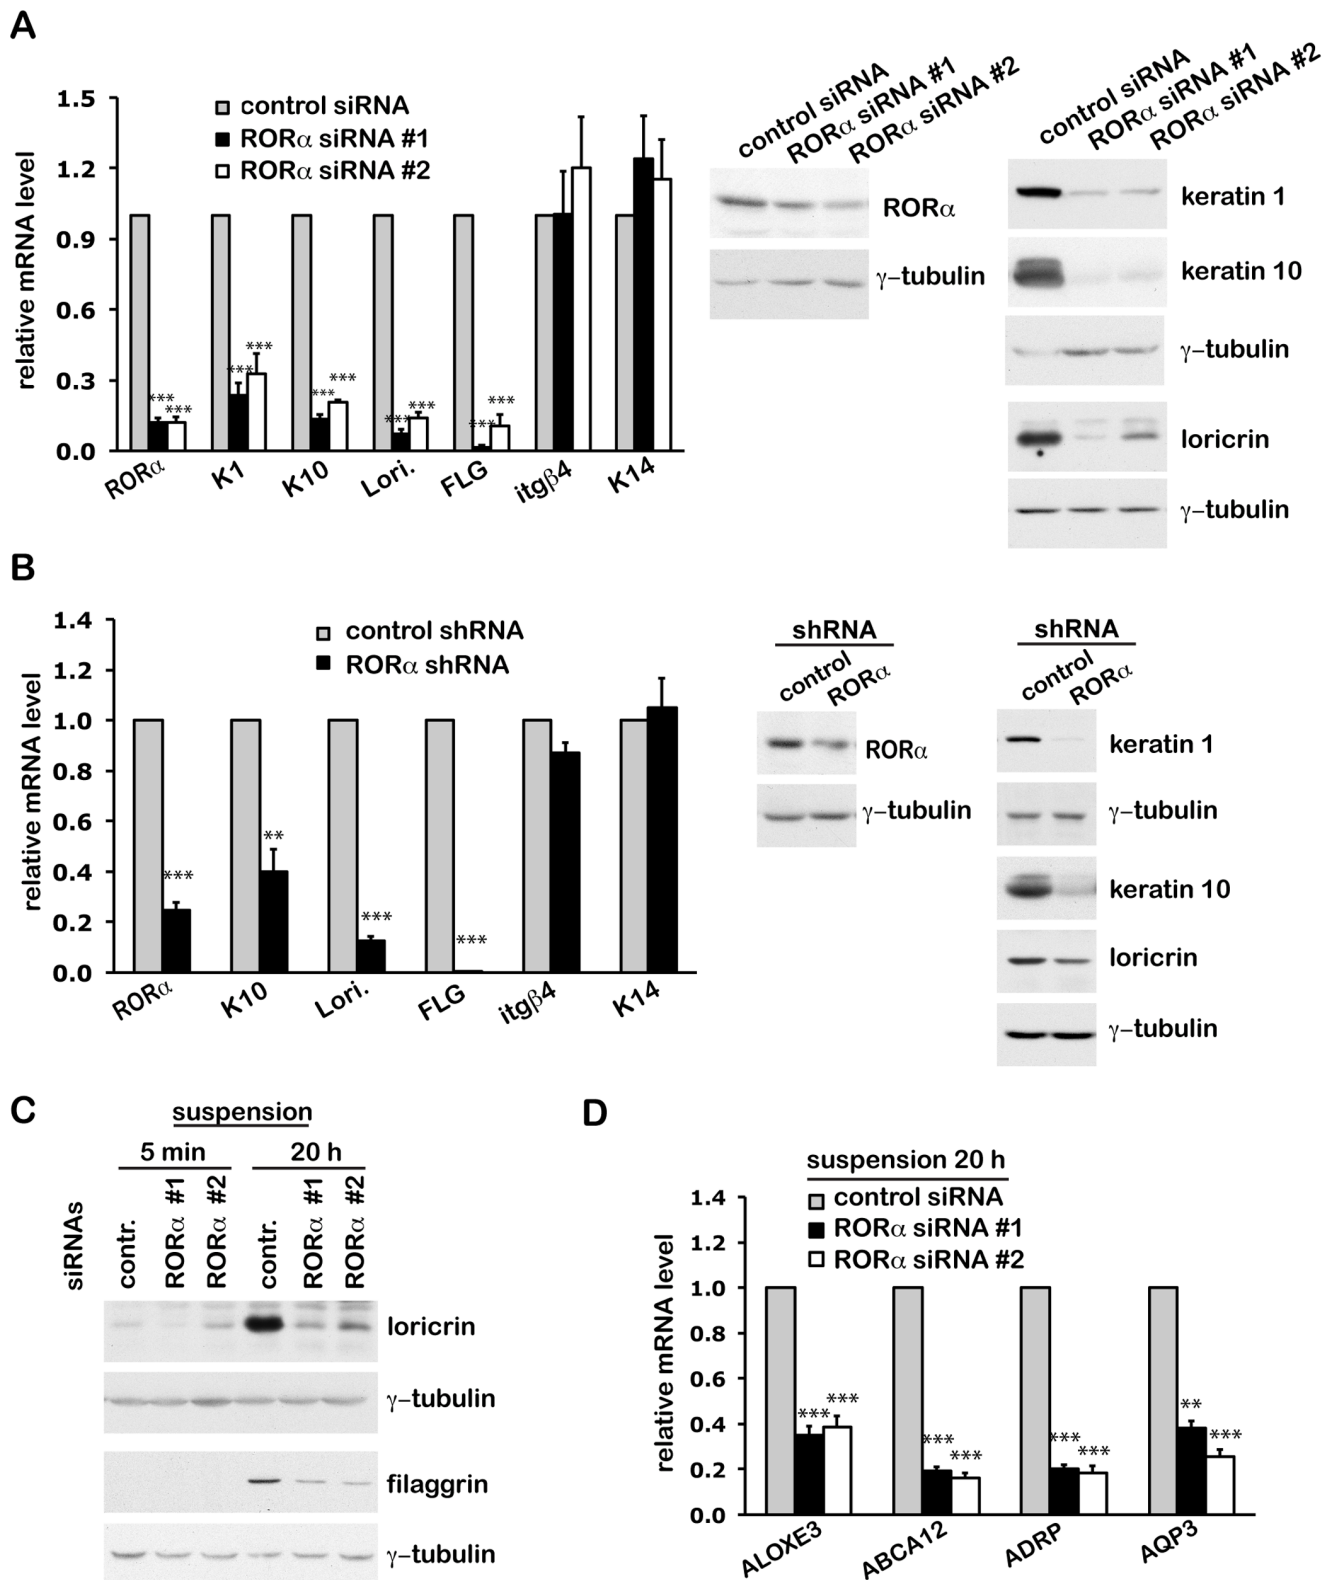 A
control siRNA
RORα siRNA #1
RORα siRNA #2
relative mRNA level
1.5
1.2
0.9
0.6
0.3
0.0
*** ***
*** ***
*** ***
*** ***
*** ***
RORα K1 K10 Lori. FLG itgβ4 K14
control siRNA
RORα siRNA #1
RORα siRNA #2
RORα
γ–tubulin
control siRNA
RORα siRNA #1
RORα siRNA #2
keratin 1
keratin 10
γ–tubulin
loricrin
γ–tubulin
B
control shRNA
RORα shRNA
relative mRNA level
1.4
1.2
1.0
0.8
0.6
0.4
0.2
0.0
*** ** *** ***
RORα K10 Lori. FLG itgβ4 K14
shRNA
control
RORα
RORα
γ–tubulin
shRNA
control
RORα
keratin 1
γ–tubulin
keratin 10
loricrin
γ–tubulin
C
suspension
5 min 20 h
siRNAs
contr.
RORα #1
RORα #2
contr.
RORα #1
RORα #2
loricrin
γ–tubulin
filaggrin
γ–tubulin
D
suspension 20 h
control siRNA
RORα siRNA #1
RORα siRNA #2
relative mRNA level
1.4
1.2
1.0
0.8
0.6
0.4
0.2
0.0
*** ***
*** ***
*** ***
** ***
ALOXE3 ABCA12 ADRP AQP3